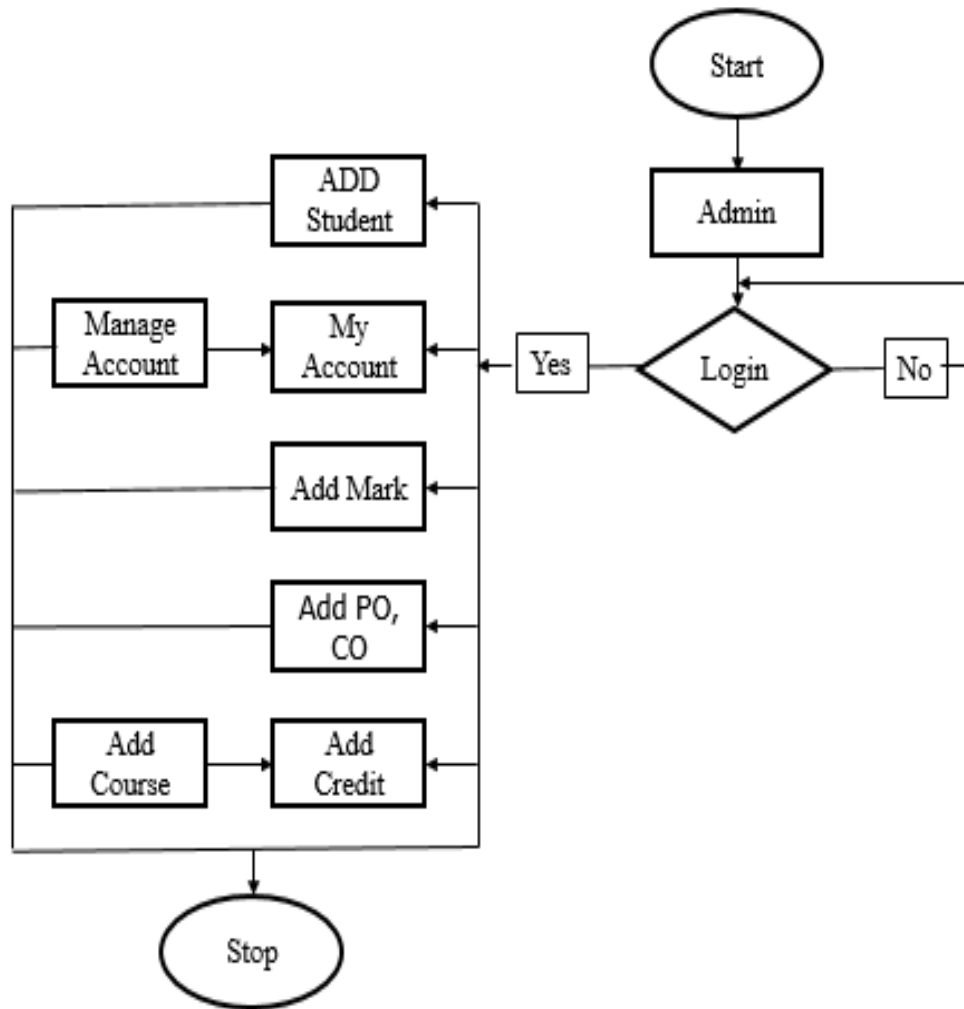 Start
Admin
Login
Yes
No
ADD
Student
Manage
Account
My
Account
Add Mark
Add PO,
CO
Add
Course
Add
Credit
Stop